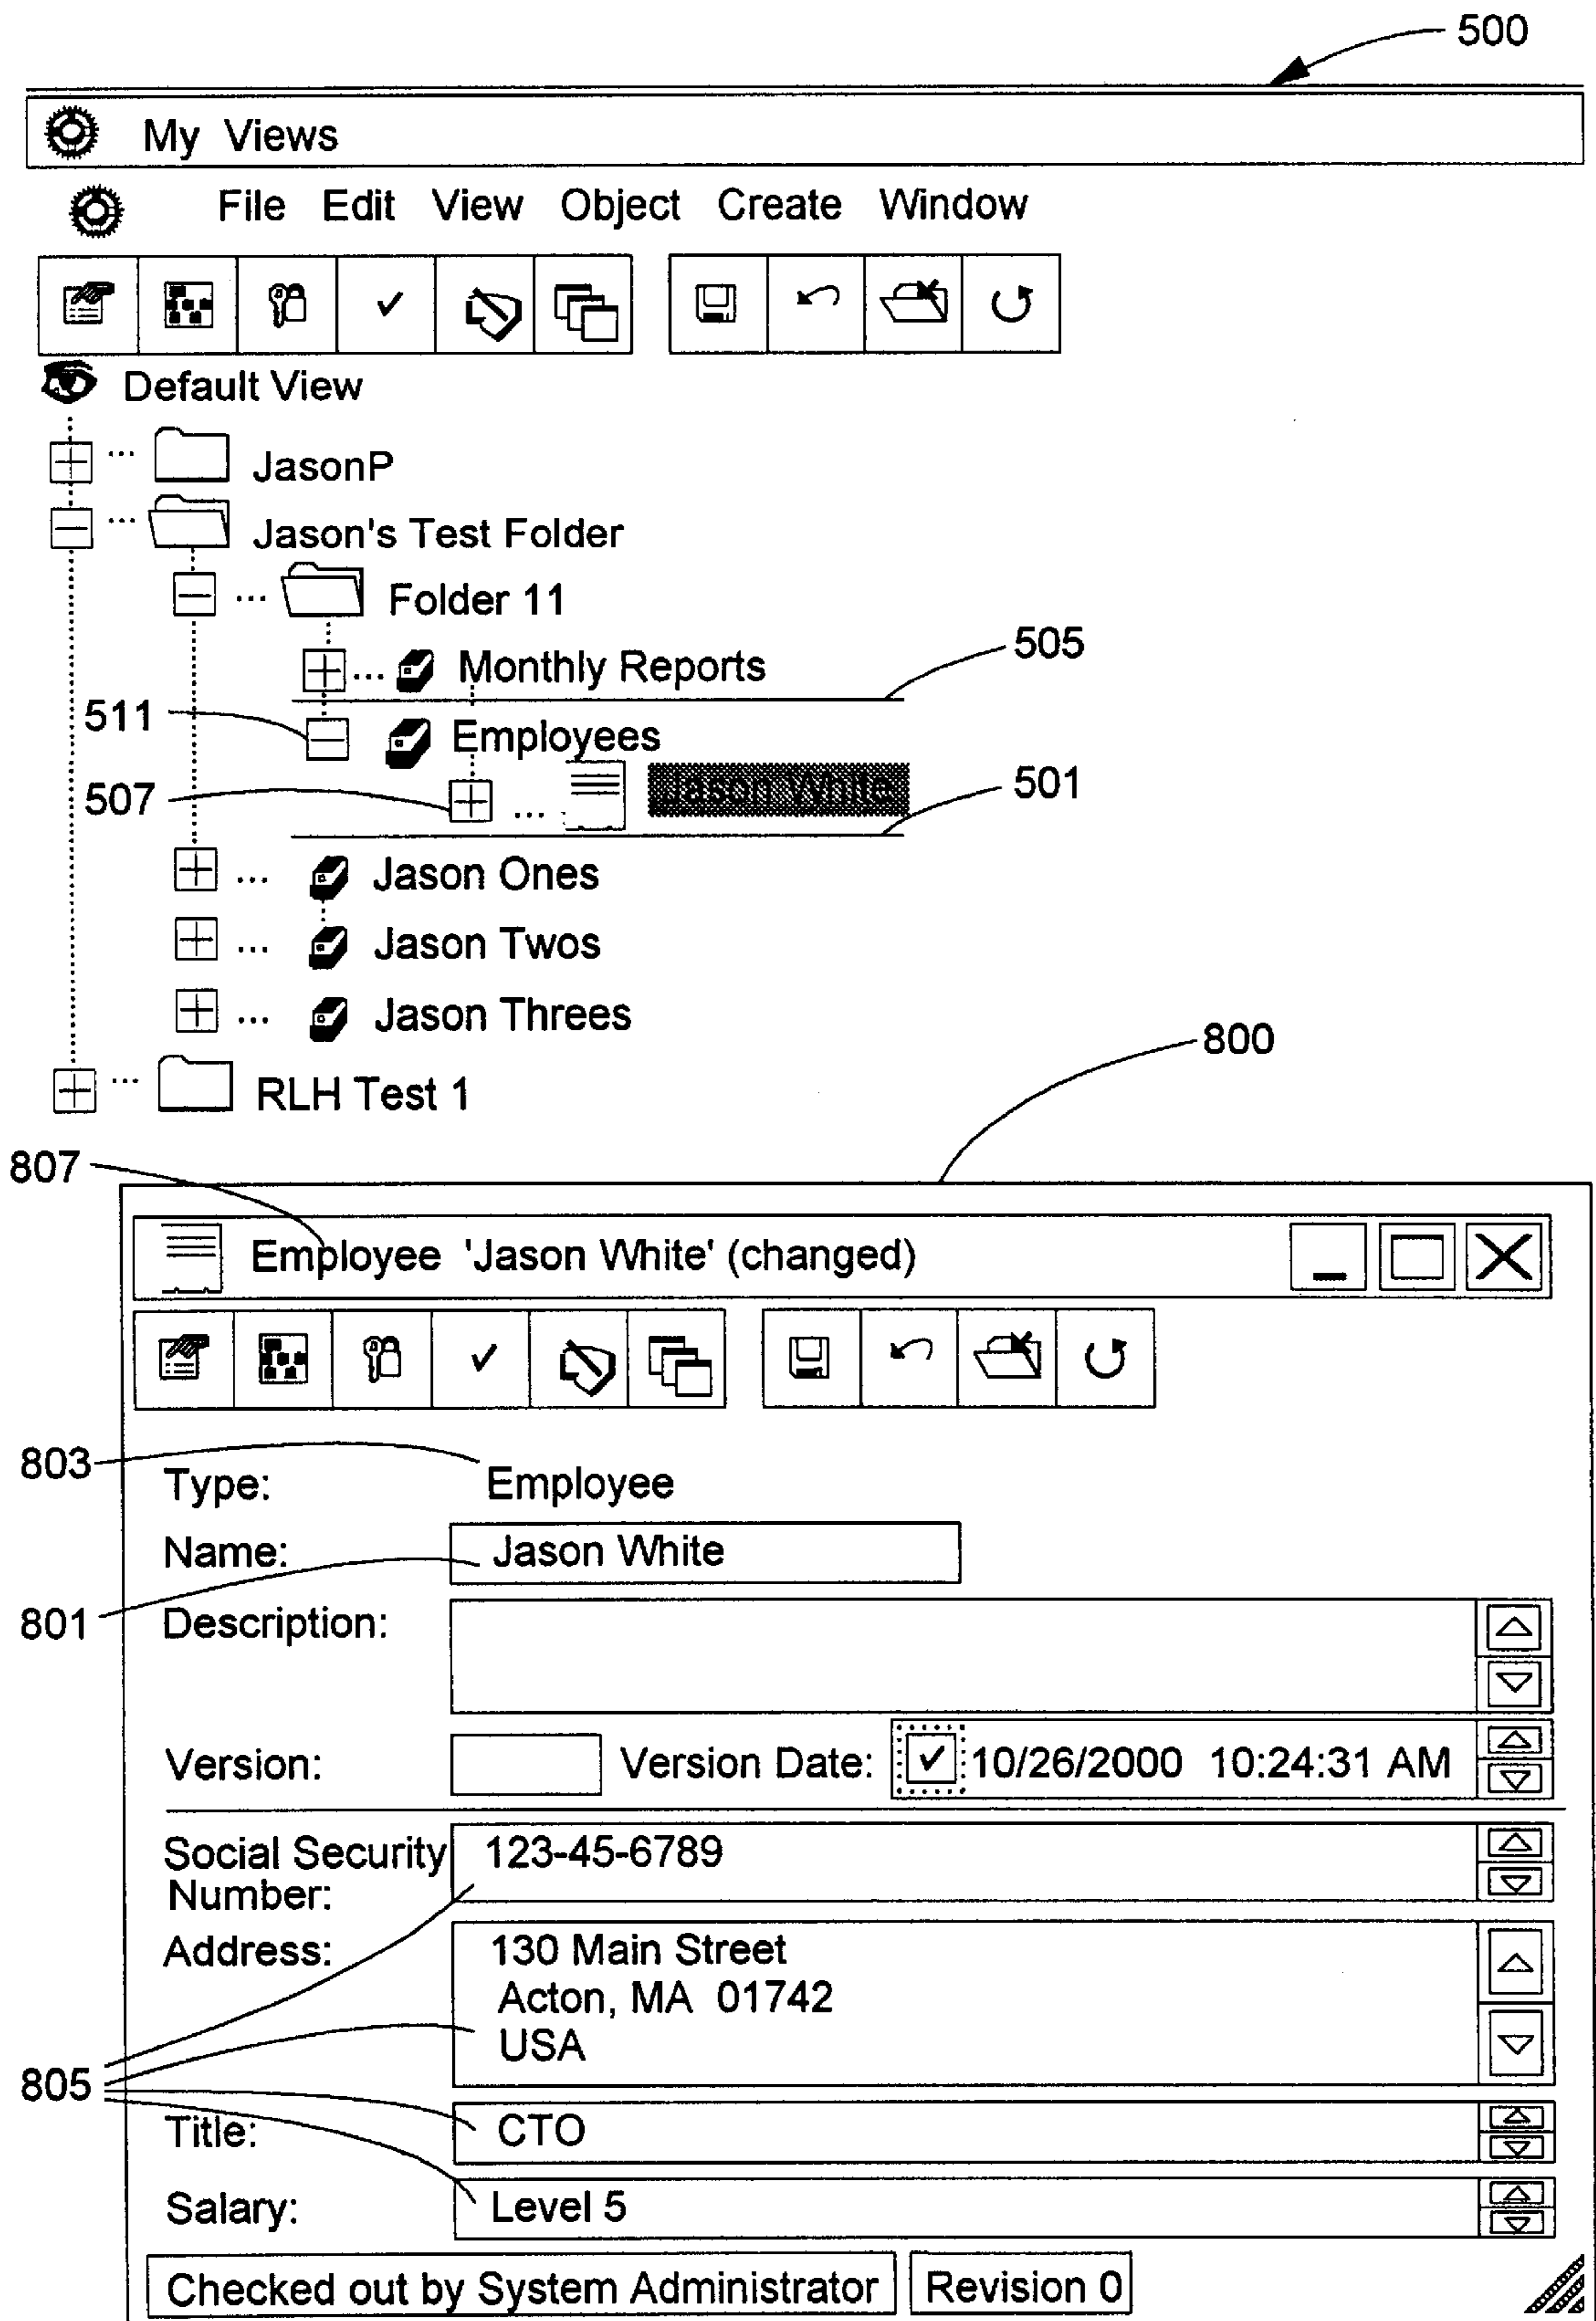 500
My Views
File Edit View Object Create Window
Default View
JasonP
Jason's Test Folder
Folder 11
505
Monthly Reports
511
Employees
501
507
Jason White
Jason Ones
Jason Twos
Jason Threes
800
RLH Test 1
807
Employee 'Jason White' (changed)
803
Type: Employee
Name: Jason White
801
Description:
Version: Version Date: 10/26/2000 10:24:31 AM
Social Security 123-45-6789
Number:
Address: 130 Main Street
Acton, MA 01742
USA
805
Title: CTO
Salary: Level 5
Checked out by System Administrator Revision 0